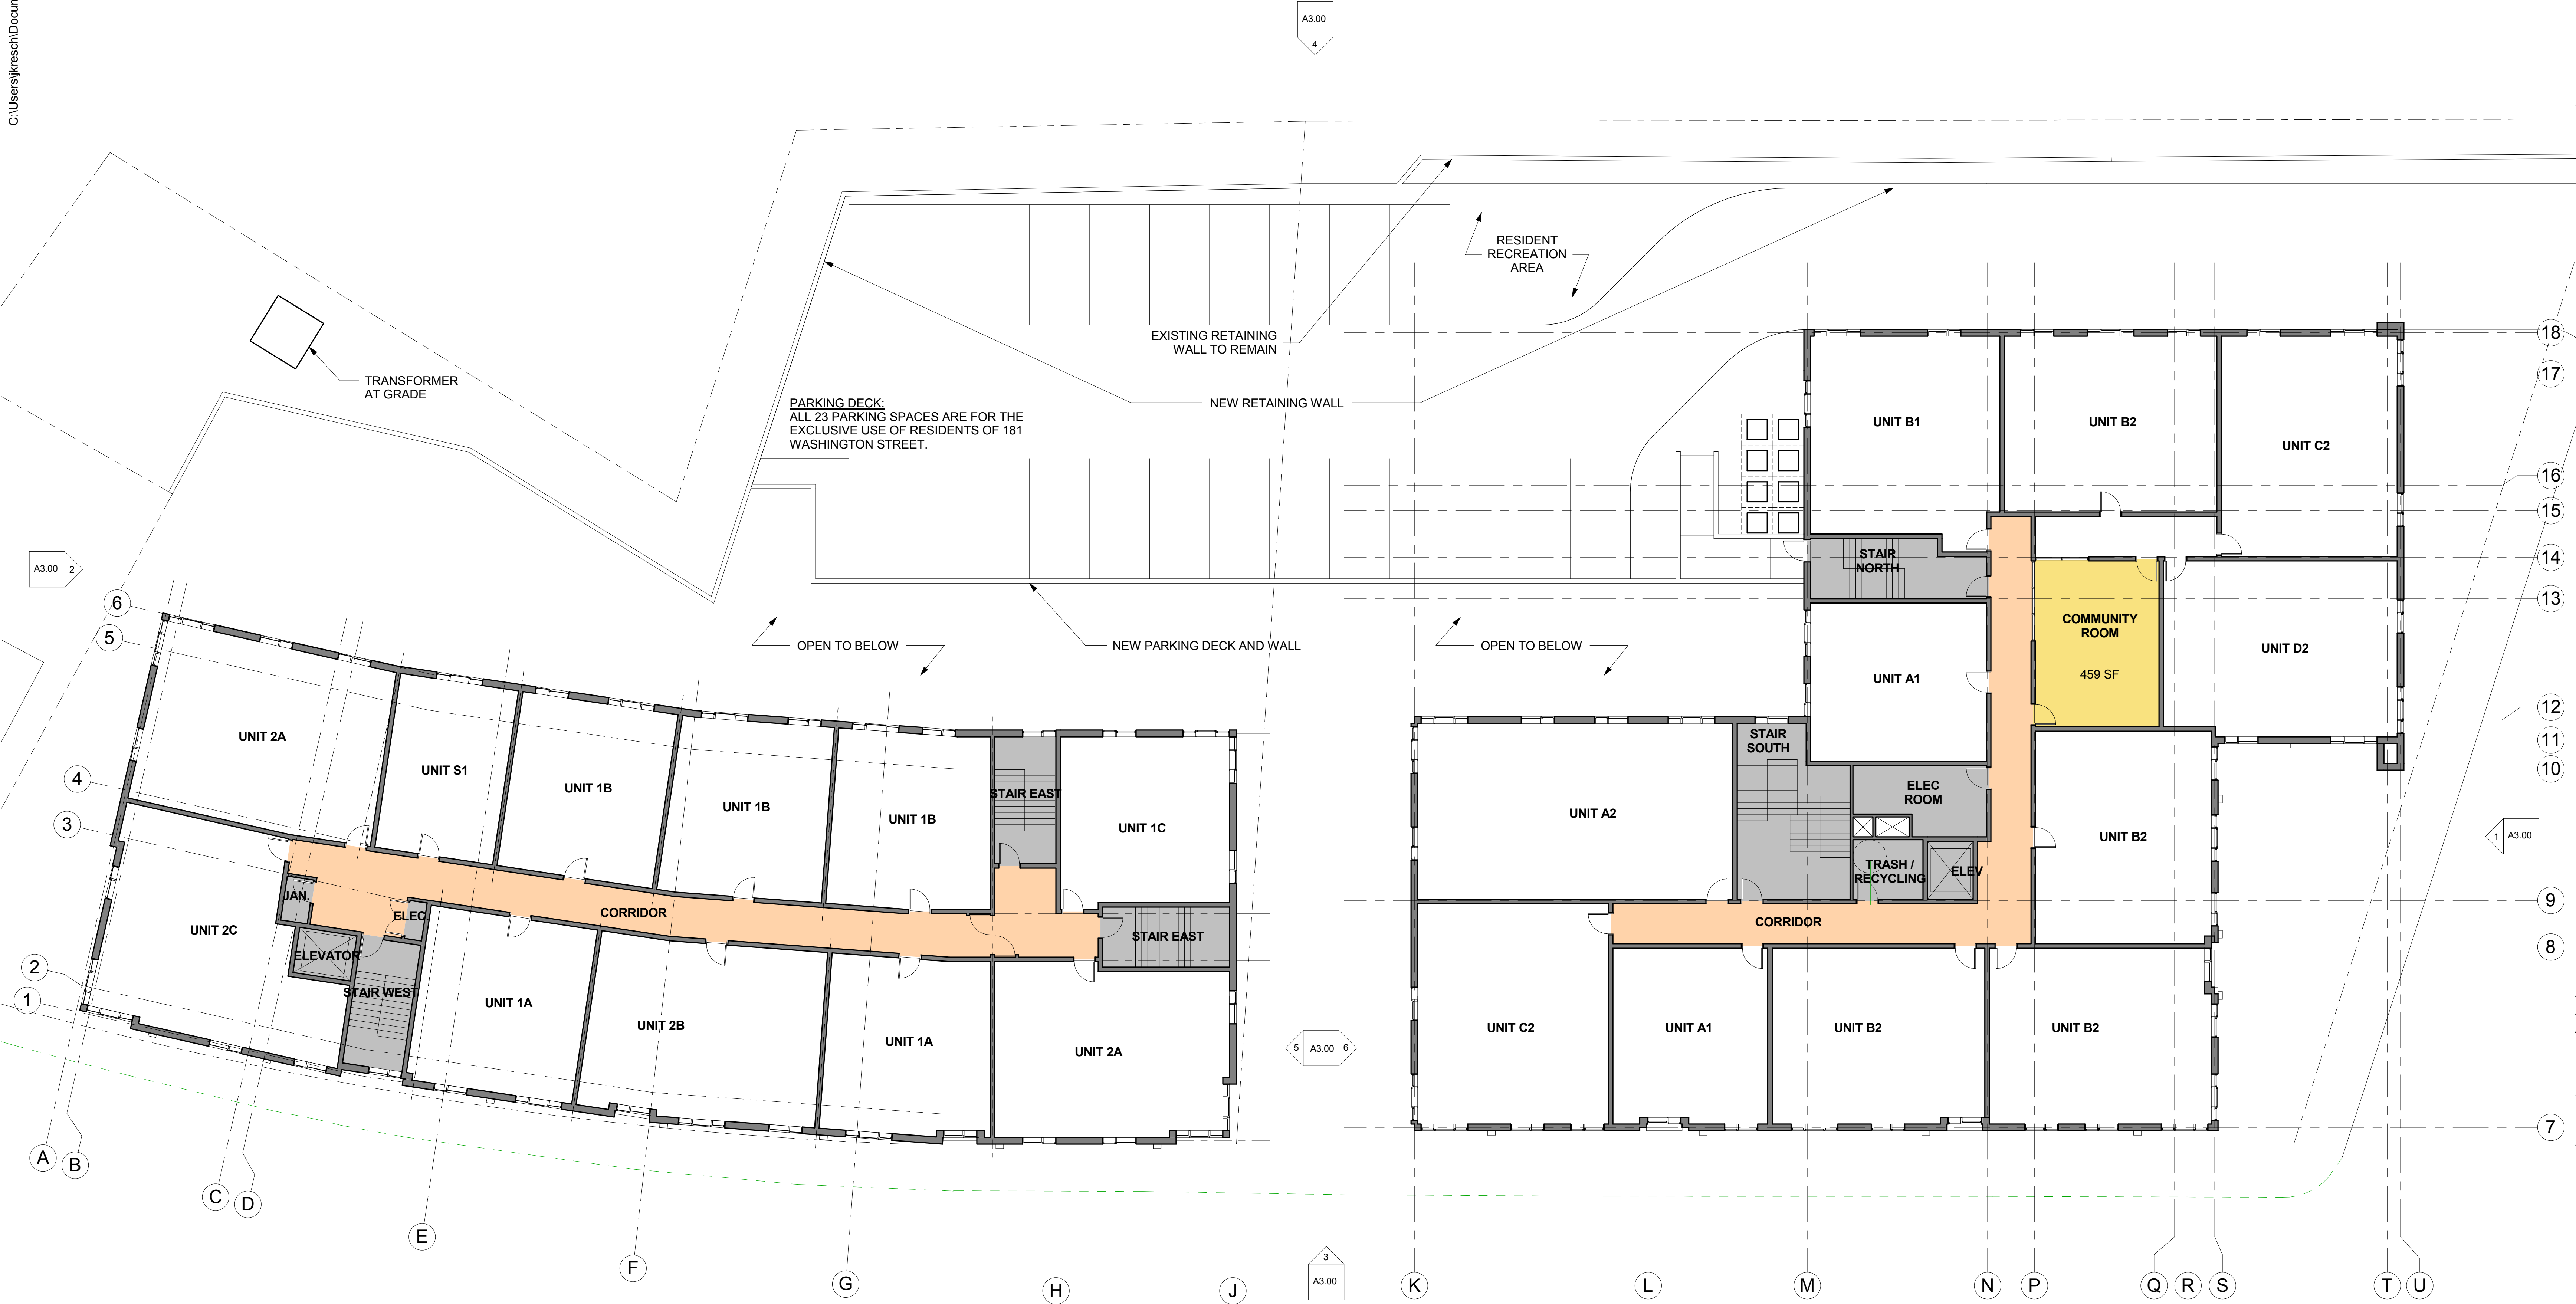 C:\Users\jkresch\Docun
A3.00
4
RESIDENT
RECREATION
AREA
EXISTING RETAINING
WALL TO REMAIN
NEW RETAINING WALL
TRANSFORMER
AT GRADE
PARKING DECK:
ALL 23 PARKING SPACES ARE FOR THE
EXCLUSIVE USE OF RESIDENTS OF 181
WASHINGTON STREET.
OPEN TO BELOW
NEW PARKING DECK AND WALL
OPEN TO BELOW
A3.00 2
6
5
4
3
2
1
UNIT 2A
UNIT S1
UNIT 1B
UNIT 1B
UNIT 1B
STAIR EAST
UNIT 1C
JAN.
ELEC.
CORRIDOR
STAIR EAST
UNIT 2C
ELEVATOR
STAIR WEST
UNIT 1A
UNIT 2B
UNIT 1A
UNIT 2A
5 A3.00 6
UNIT B1
UNIT B2
UNIT C2
STAIR
NORTH
COMMUNITY
ROOM
459 SF
UNIT D2
UNIT A1
STAIR
SOUTH
ELEC
ROOM
UNIT A2
UNIT B2
TRASH /
RECYCLING
ELEV
CORRIDOR
UNIT C2
UNIT A1
UNIT B2
UNIT B2
18
17
16
15
14
13
12
11
10
1 A3.00
9
8
7
A
B
C
D
E
F
G
H
J
3
A3.00
K
L
M
N
P
Q
R
S
T
U